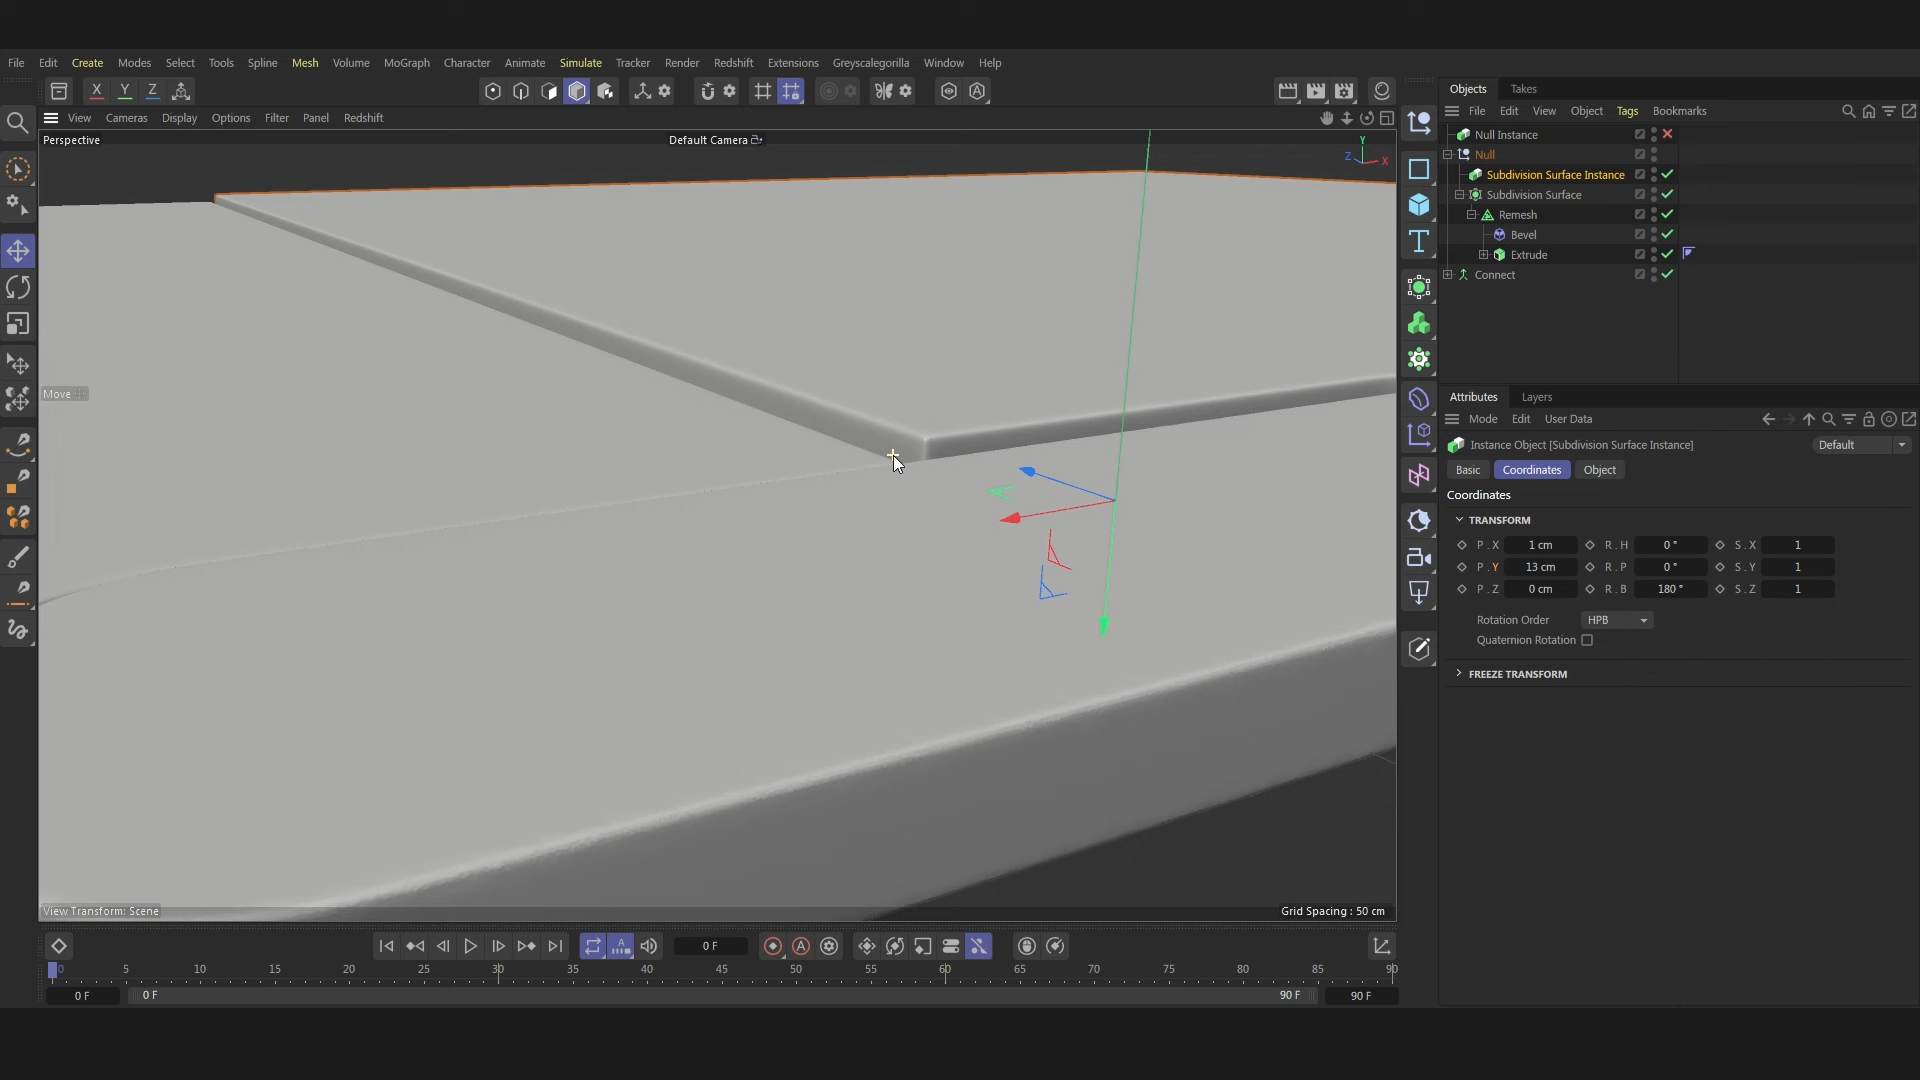 File Edit Create Modes Select Tools Spline Mesh Volume MoGraph Character Animate Simulate Tracker Render Redshift Extensions Greyscalegorilla Window Help
X Y Z
View Cameras Display Options Filter Panel Redshift
Perspective
Default Camera
Y
Z
X
Move
View Transform: Scene
Grid Spacing : 50 cm
0 F
0 5 10 15 20 25 30 35 40 45 50 55 60 65 70 75 80 85 90
0 F 0 F 90 F 90 F
Objects Takes
File Edit View Object Tags Bookmarks
Null Instance
Null
Subdivision Surface Instance
Subdivision Surface
Remesh
Bevel
Extrude
Connect
Attributes Layers
Mode Edit User Data
Instance Object [Subdivision Surface Instance] Default
Basic Coordinates Object
Coordinates
TRANSFORM
P . X 1 cm R . H 0 ° S . X 1
P . Y 13 cm R . P 0 ° S . Y 1
P . Z 0 cm R . B 180 ° S . Z 1
Rotation Order HPB
Quaternion Rotation
FREEZE TRANSFORM